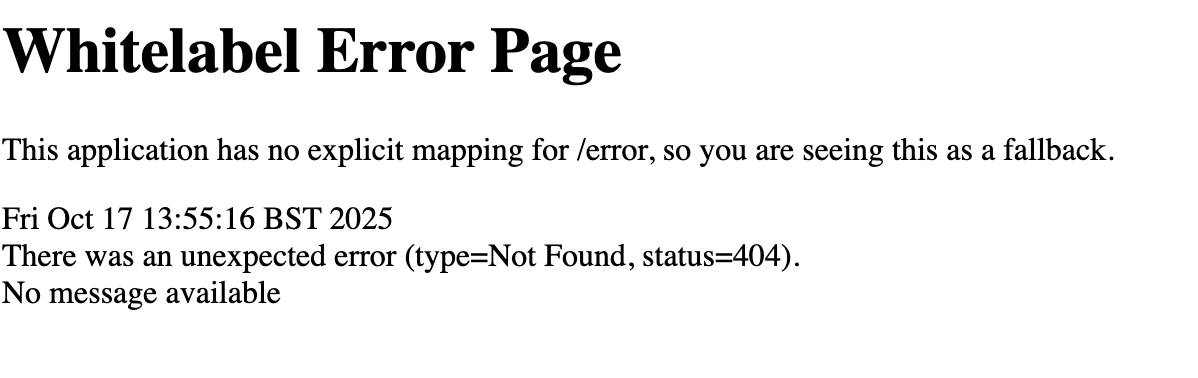 Whitelabel Error Page
This application has no explicit mapping for /error, so you are seeing this as a fallback.
Fri Oct 17 13:55:16 BST 2025
There was an unexpected error (type=Not Found, status=404).
No message available